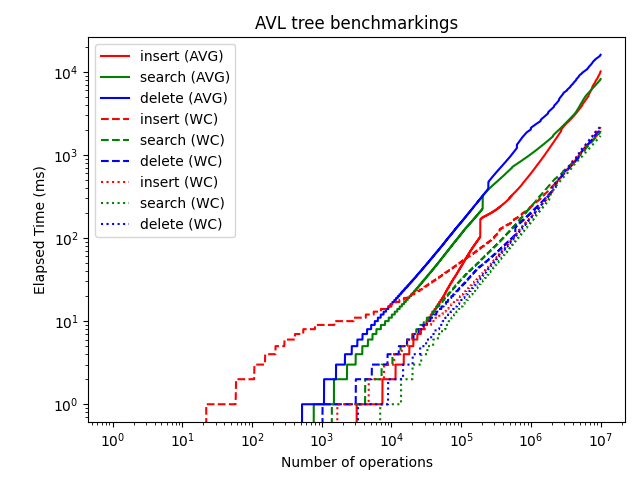 AVL tree benchmarkings
insert (AVG)
search (AVG)
delete (AVG)
insert (WC)
search (WC)
delete (WC)
insert (WC)
search (WC)
delete (WC)
Elapsed Time (ms)
10⁴
10³
10²
10¹
10⁰
10⁰ 10¹ 10² 10³ 10⁴ 10⁵ 10⁶ 10⁷
Number of operations